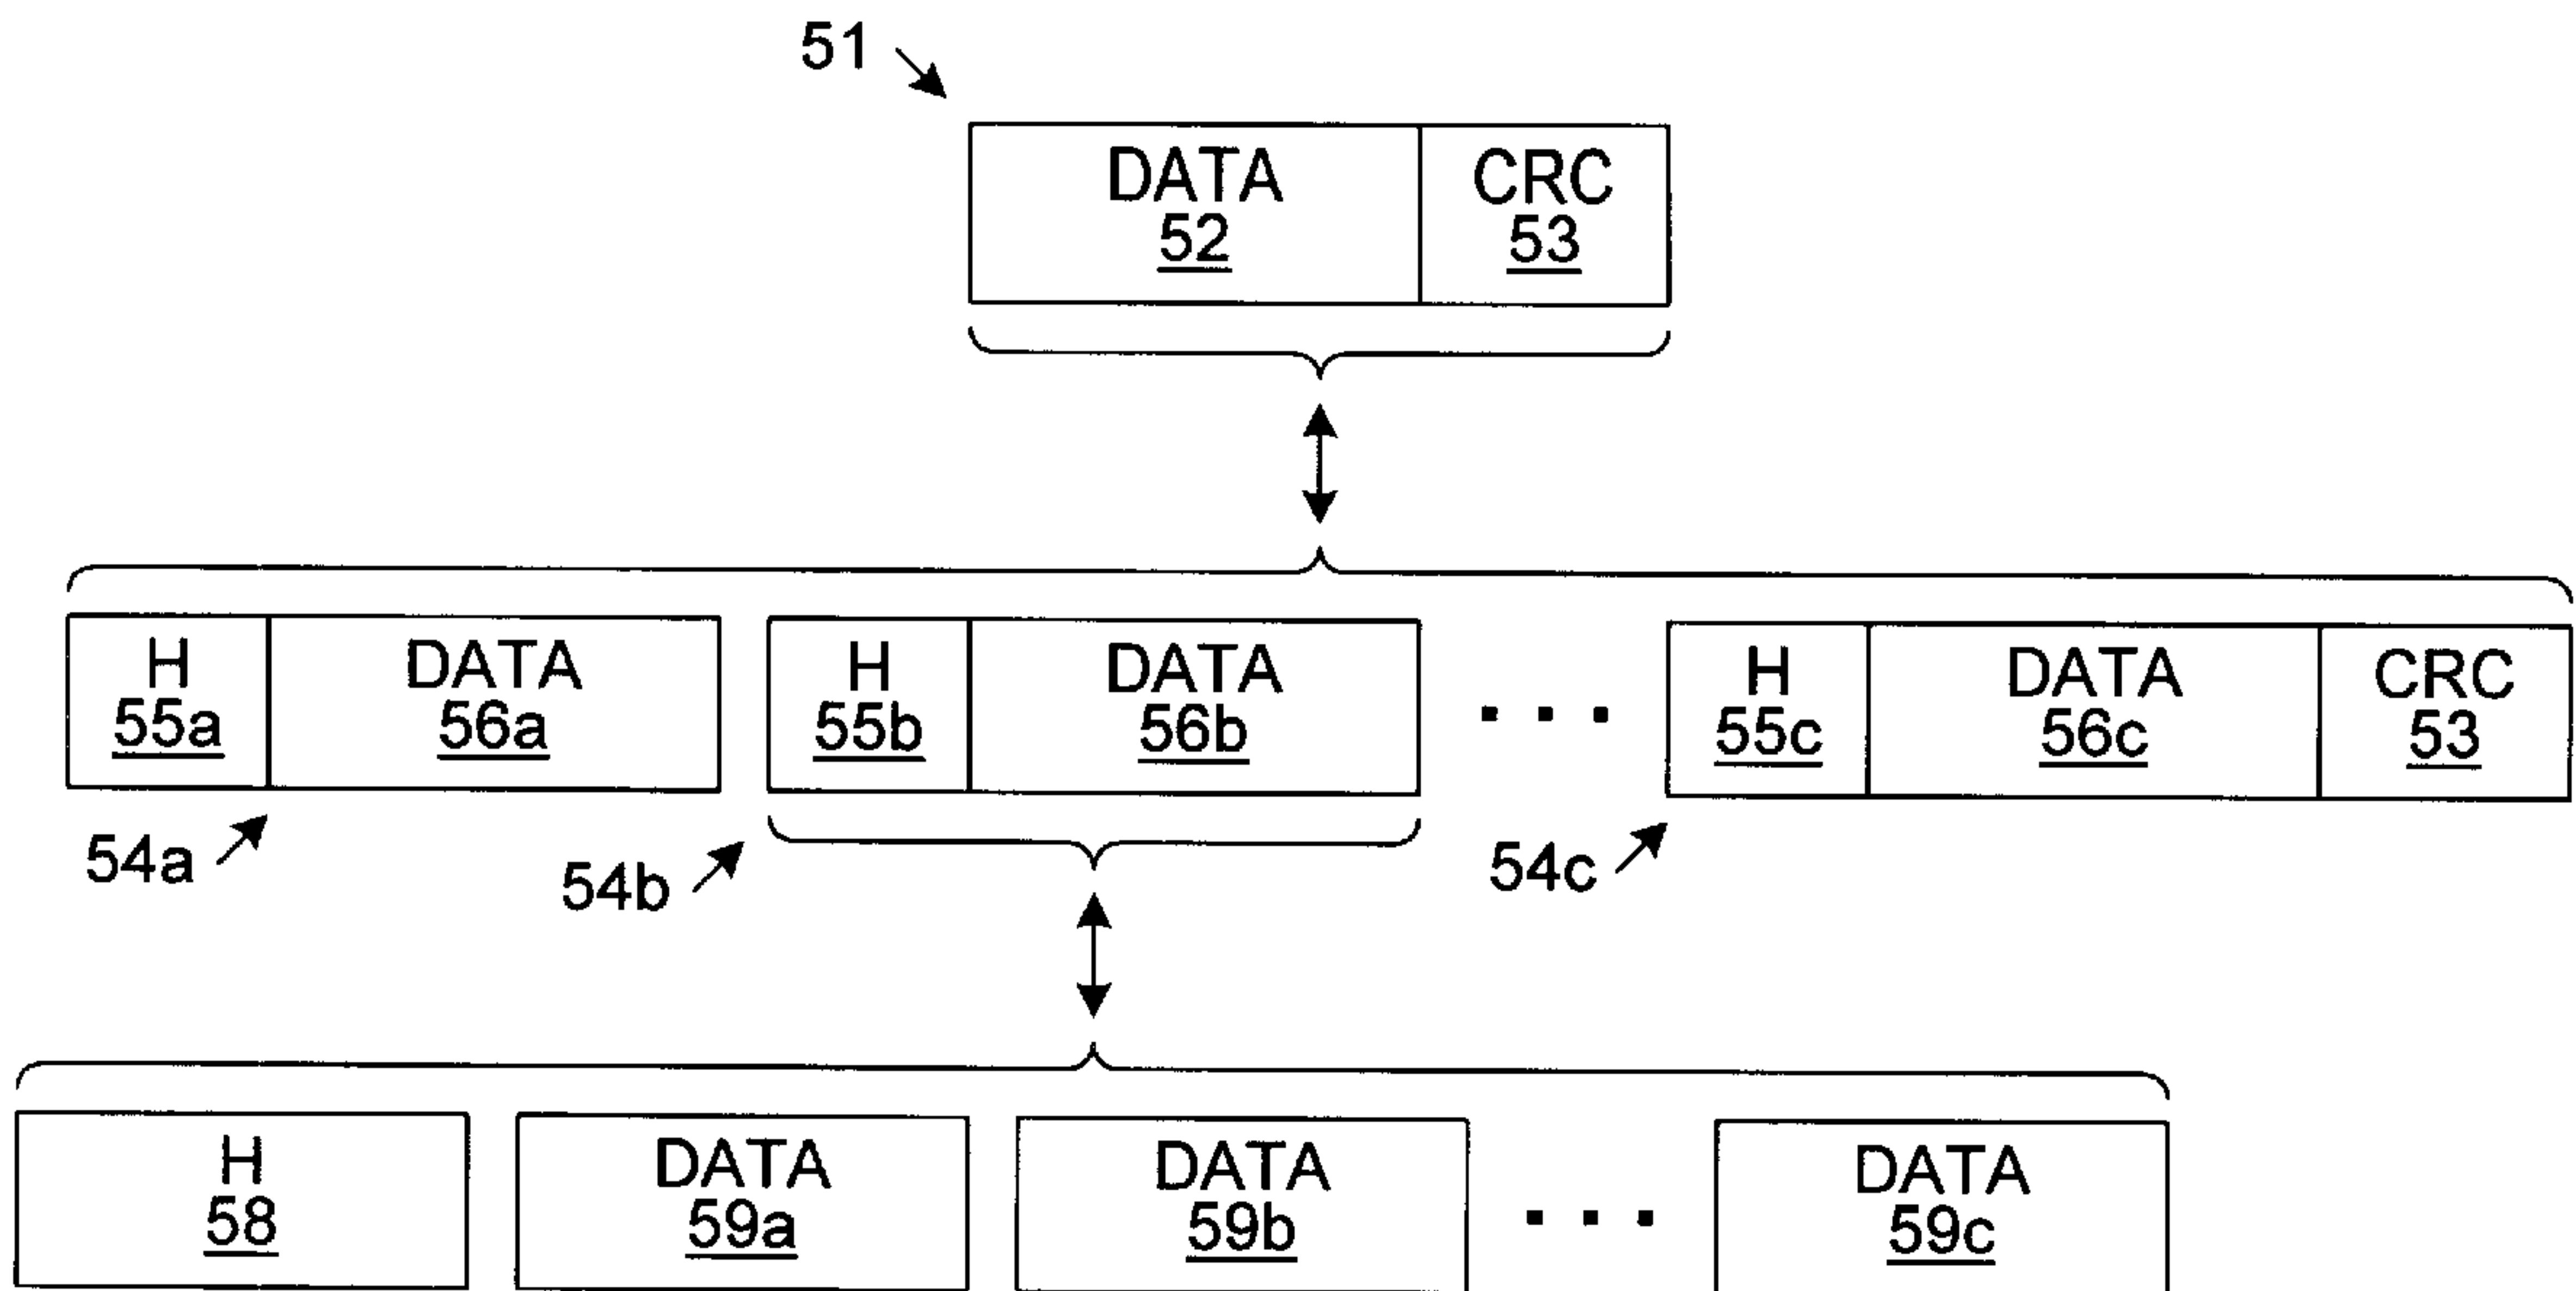 51
DATA CRC
52 53
H DATA H DATA . . . H DATA CRC
55a 56a 55b 56b 55c 56c 53
54a 54b 54c
H DATA DATA . . . DATA
58 59a 59b 59c